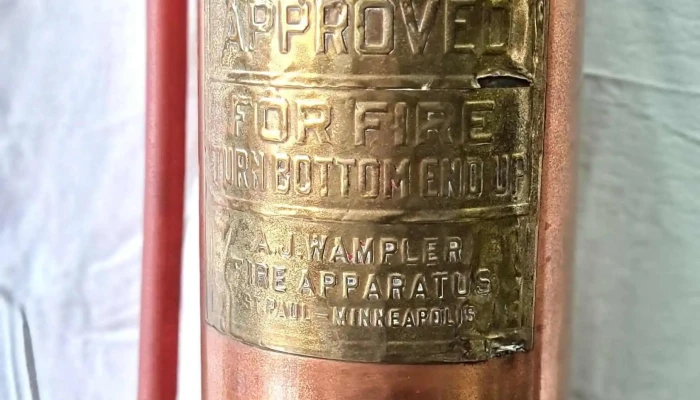 APPROVED
FOR FIRE
TURN BOTTOM END UP
A.J. WAMPLER
FIRE APPARATUS
ST. PAUL - MINNEAPOLIS